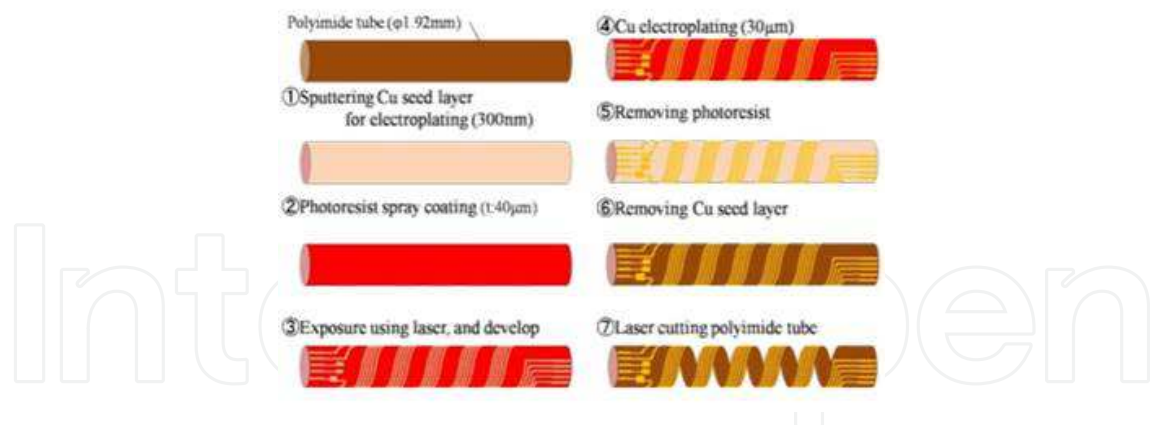 Polyimide tube (φ1.92mm)
①Sputtering Cu seed layer
for electroplating (300nm)
②Photoresist spray coating (t:40μm)
③Exposure using laser, and develop
④Cu electroplating (30μm)
⑤Removing photoresist
⑥Removing Cu seed layer
⑦Laser cutting polyimide tube